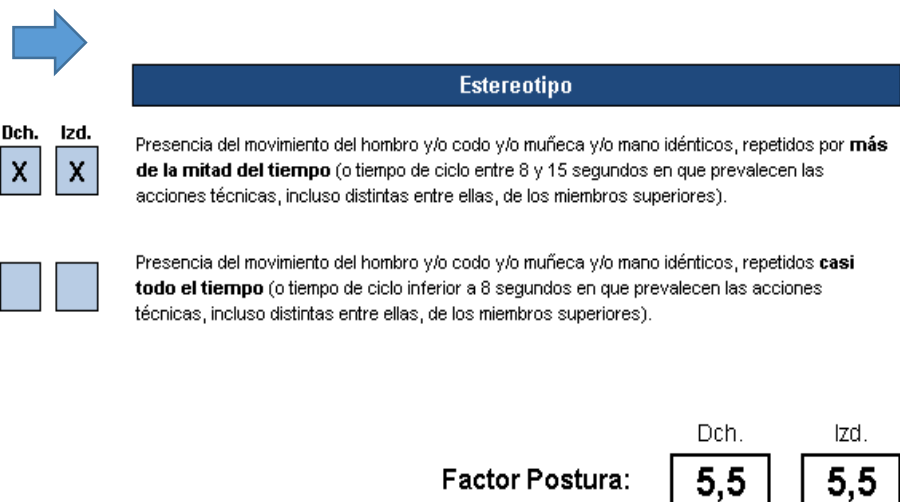 Estereotipo
Dch. Izd.
X X
Presencia del movimiento del hombro y/o codo y/o muñeca y/o mano idénticos, repetidos por más
de la mitad del tiempo (o tiempo de ciclo entre 8 y 15 segundos en que prevalecen las
acciones técnicas, incluso distintas entre ellas, de los miembros superiores).
Presencia del movimiento del hombro y/o codo y/o muñeca y/o mano idénticos, repetidos casi
todo el tiempo (o tiempo de ciclo inferior a 8 segundos en que prevalecen las acciones
técnicas, incluso distintas entre ellas, de los miembros superiores).
Dch. Izd.
Factor Postura: 5,5 5,5